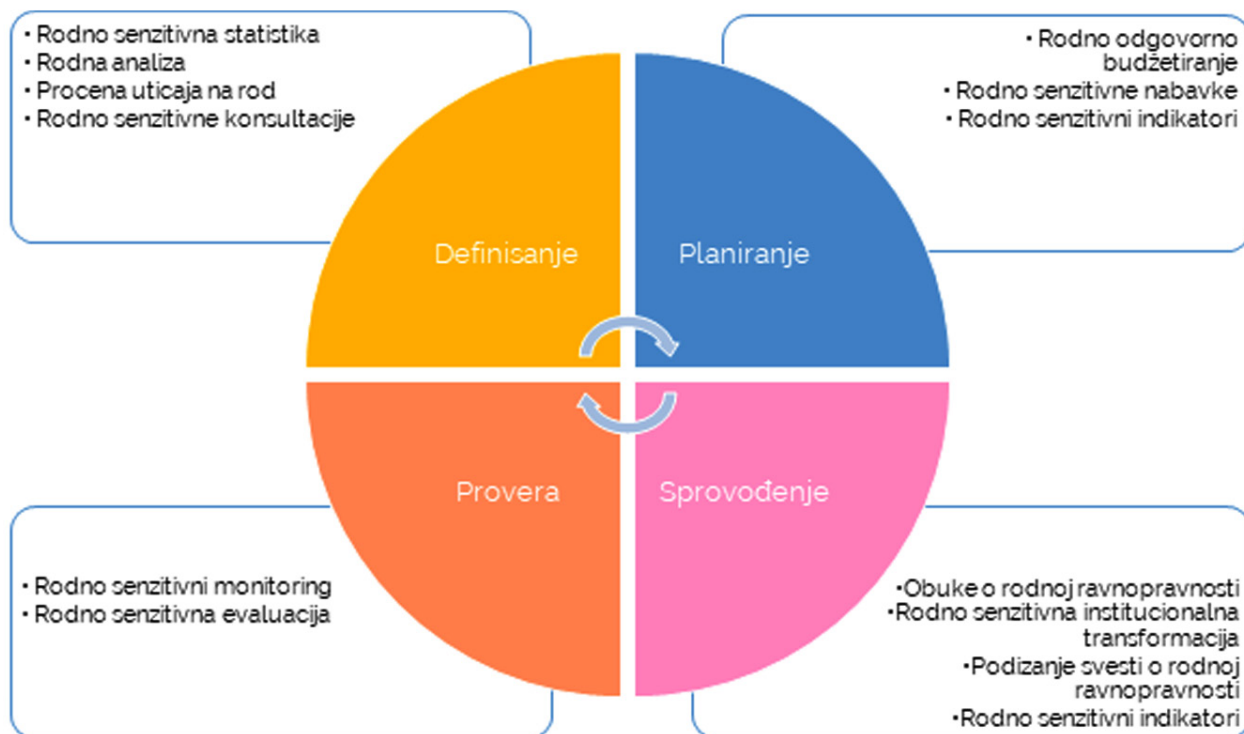 • Rodno senzitivna statistika
• Rodna analiza
• Procena uticaja na rod
• Rodno senzitivne konsultacije
• Rodno odgovorno
budžetiranje
• Rodno senzitivne nabavke
• Rodno senzitivni indikatori
Definisanje
Planiranje
Provera
Sprovođenje
• Rodno senzitivni monitoring
• Rodno senzitivna evaluacija
•Obuke o rodnoj ravnopravnosti
•Rodno senzitivna institucionalna
transformacija
•Podizanje svesti o rodnoj
ravnopravnosti
•Rodno senzitivni indikatori